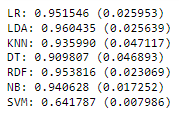 LR: 0.951546 (0.025953)
LDA: 0.960435 (0.025639)
KNN: 0.935990 (0.047117)
DT: 0.909807 (0.046893)
RDF: 0.953816 (0.023069)
NB: 0.940628 (0.017252)
SVM: 0.641787 (0.007986)